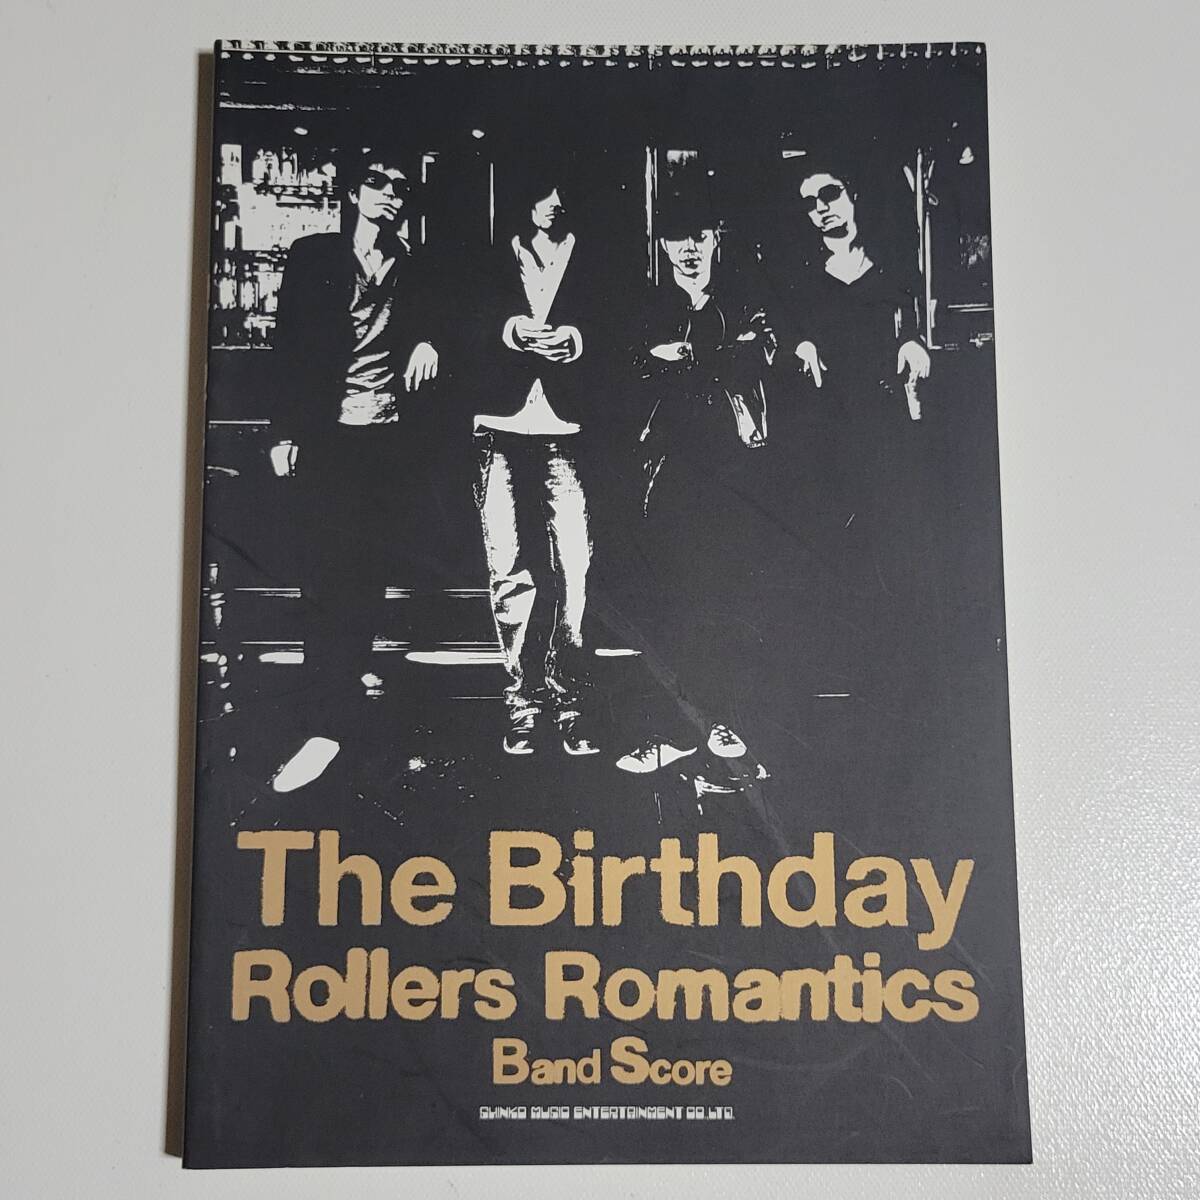 The Birthday
Rollers Romantics
Band Score
SHINKO MUSIC ENTERTAINMENT CO.,LTD.